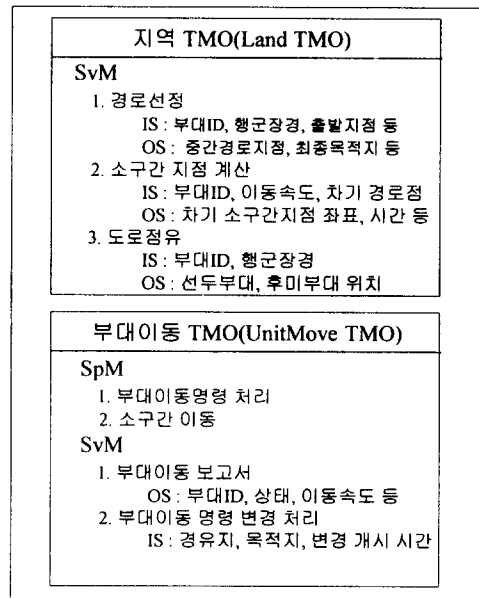 지역 TMO(Land TMO)
SvM
1. 경로선정
IS : 부대ID, 행군장경, 출발지점 등
OS : 중간경로지점, 최종목적지 등
2. 소구간 지점 계산
IS : 부대ID, 이동속도, 차기 경로점
OS : 차기 소구간지점 좌표, 시간 등
3. 도로점유
IS : 부대ID, 행군장경
OS : 선두부대, 후미부대 위치
부대이동 TMO(UnitMove TMO)
SpM
1. 부대이동명령 처리
2. 소구간 이동
SvM
1. 부대이동 보고서
OS : 부대ID, 상태, 이동속도 등
2. 부대이동 명령 변경 처리
IS : 경유지, 목적지, 변경 개시 시간